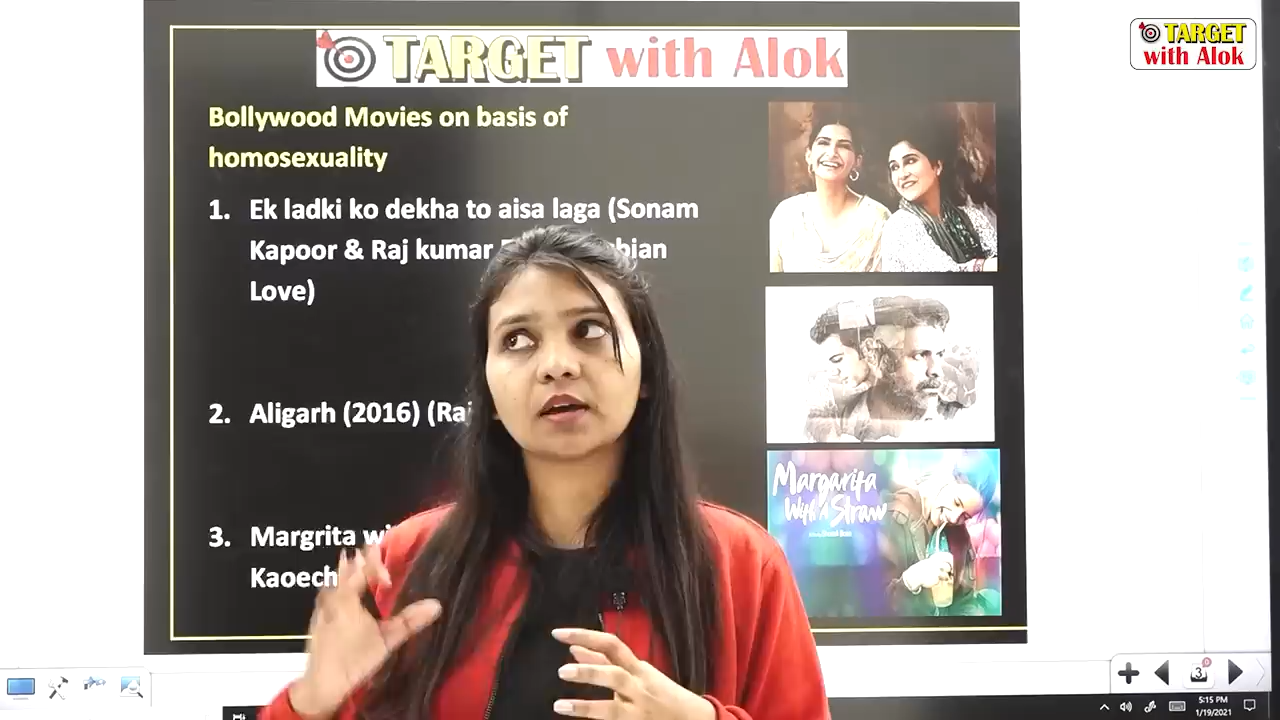 TARGET with Alok
TARGET
with Alok
Bollywood Movies on basis of
homosexuality
1. Ek ladki ko dekha to aisa laga (Sonam
Kapoor & Raj kumar
Love)
2. Aligarh (2016) (Raj
3. Margrita
Margarita
With A Straw
3
5:15 PM
1/19/2021